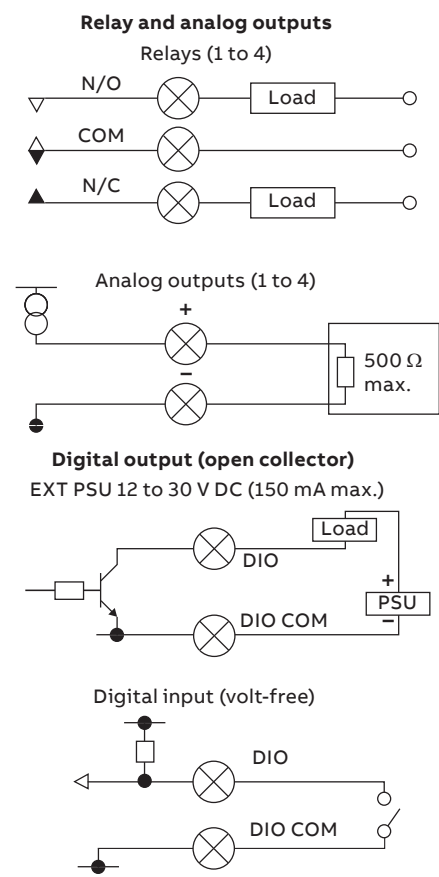 Relay and analog outputs
Relays (1 to 4)
N/O
Load
COM
N/C
Load
Analog outputs (1 to 4)
+
–
500 Ω
max.
Digital output (open collector)
EXT PSU 12 to 30 V DC (150 mA max.)
Load
DIO
+
PSU
–
DIO COM
Digital input (volt-free)
DIO
DIO COM